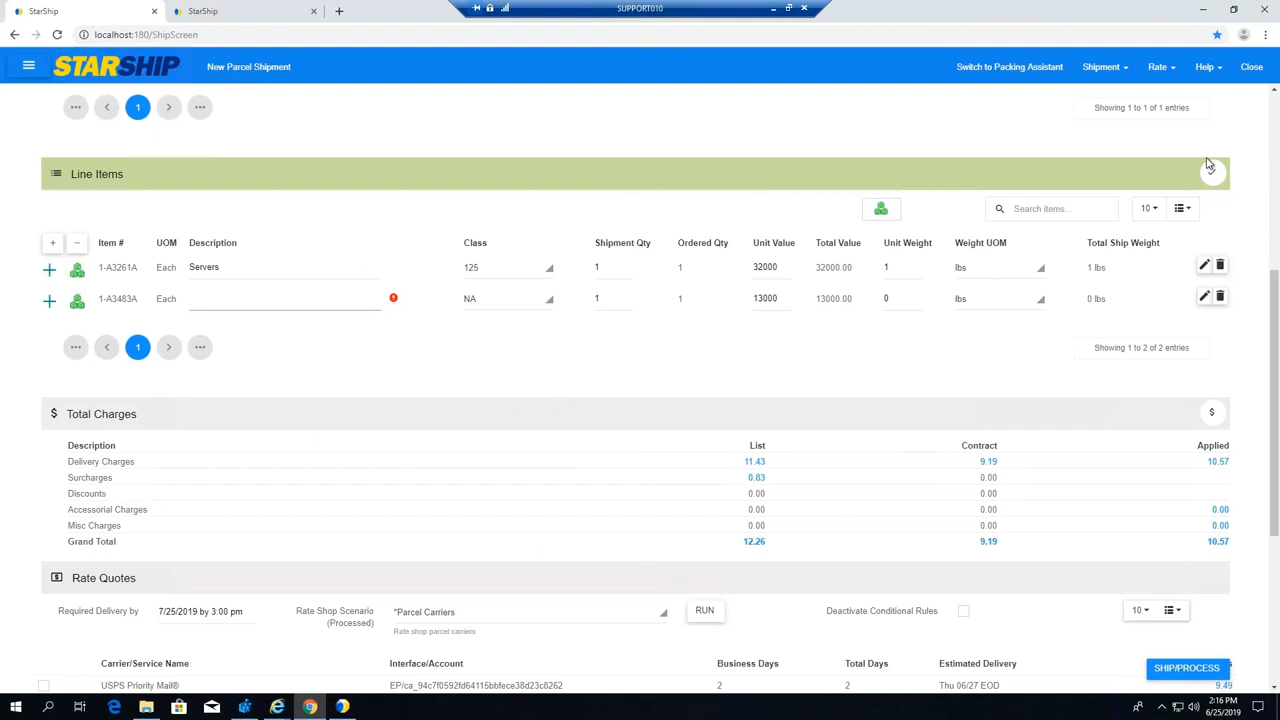 StarShip
StarShip
SUPPORT010
localhost:180/ShipScreen
STARSHIP
New Parcel Shipment
Switch to Packing Assistant
Shipment
Rate
Help
Close
1
Showing 1 to 1 of 1 entries
Line Items
Search items...
10
Item # UOM Description Class Shipment Qty Ordered Qty Unit Value Total Value Unit Weight Weight UOM Total Ship Weight
1-A3261A Each Servers 125 1 1 32000 32000.00 1 lbs 1 lbs
1-A3483A Each NA 1 1 13000 13000.00 0 lbs 0 lbs
1
Showing 1 to 2 of 2 entries
$ Total Charges $
Description List Contract Applied
Delivery Charges 11.43 9.19 10.57
Surcharges 0.83 0.00
Discounts 0.00 0.00
Accessorial Charges 0.00 0.00 0.00
Misc Charges 0.00 0.00 0.00
Grand Total 12.26 9.19 10.57
Rate Quotes
Required Delivery by 7/25/2019 by 3:00 pm Rate Shop Scenario (Processed) *Parcel Carriers RUN Deactivate Conditional Rules 10
Rate shop parcel carriers
Carrier/Service Name Interface/Account Business Days Total Days Estimated Delivery
SHIP/PROCESS
USPS Priority Mail® EP/ca_94c7f0592fd64115bbfece38d23c8262 2 2 Thu 06/27 EOD 9.49
2:16 PM
6/25/2019